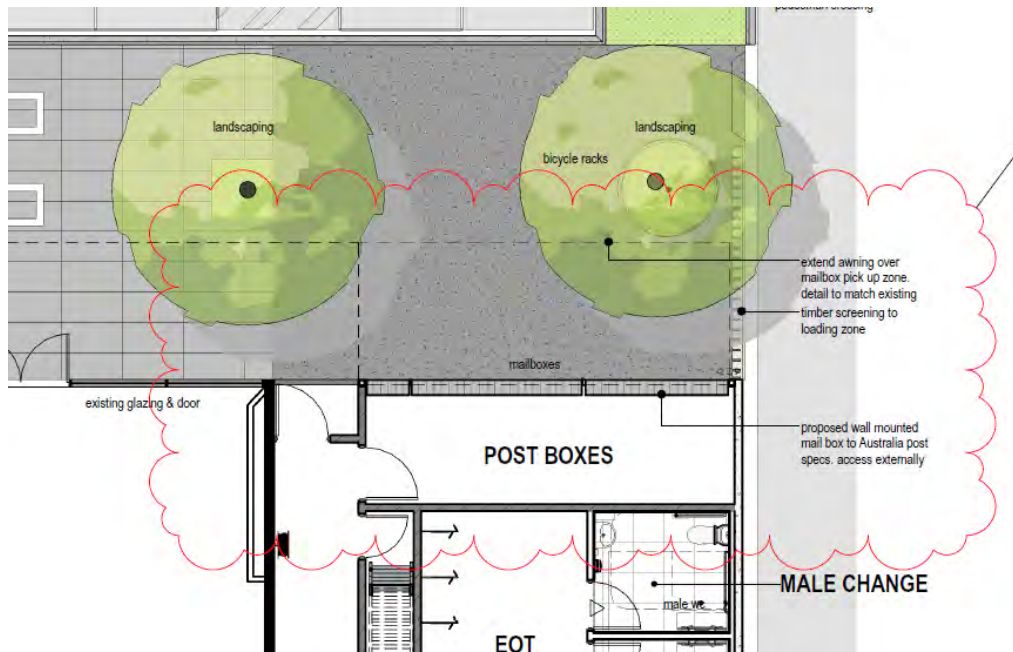 pedestrian crossing
landscaping
landscaping
bicycle racks
extend awning over
mailbox pick up zone.
detail to match existing
timber screening to
loading zone
mailboxes
existing glazing & door
proposed wall mounted
mail box to Australia post
specs. access externally
POST BOXES
MALE CHANGE
male wc
EOT